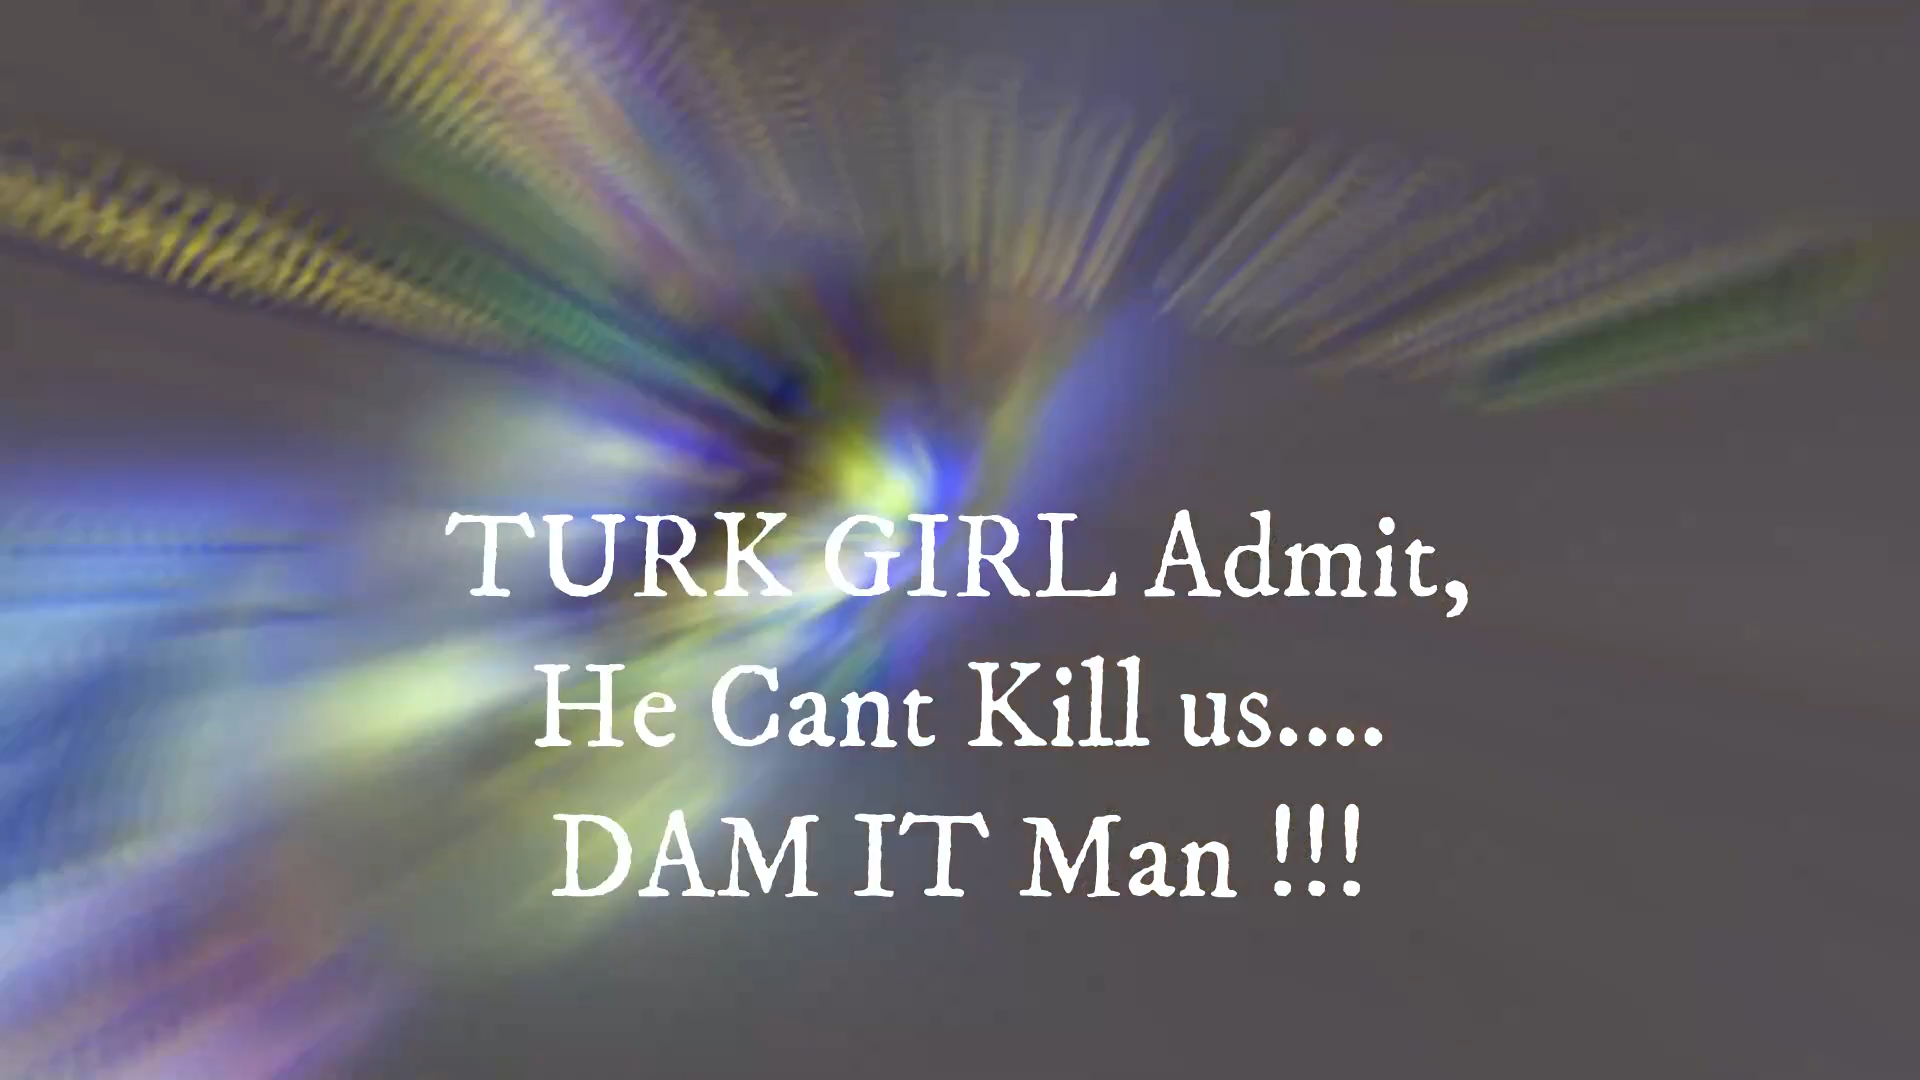 TURK GIRL Admit,
He Cant Kill us....
DAM IT Man !!!